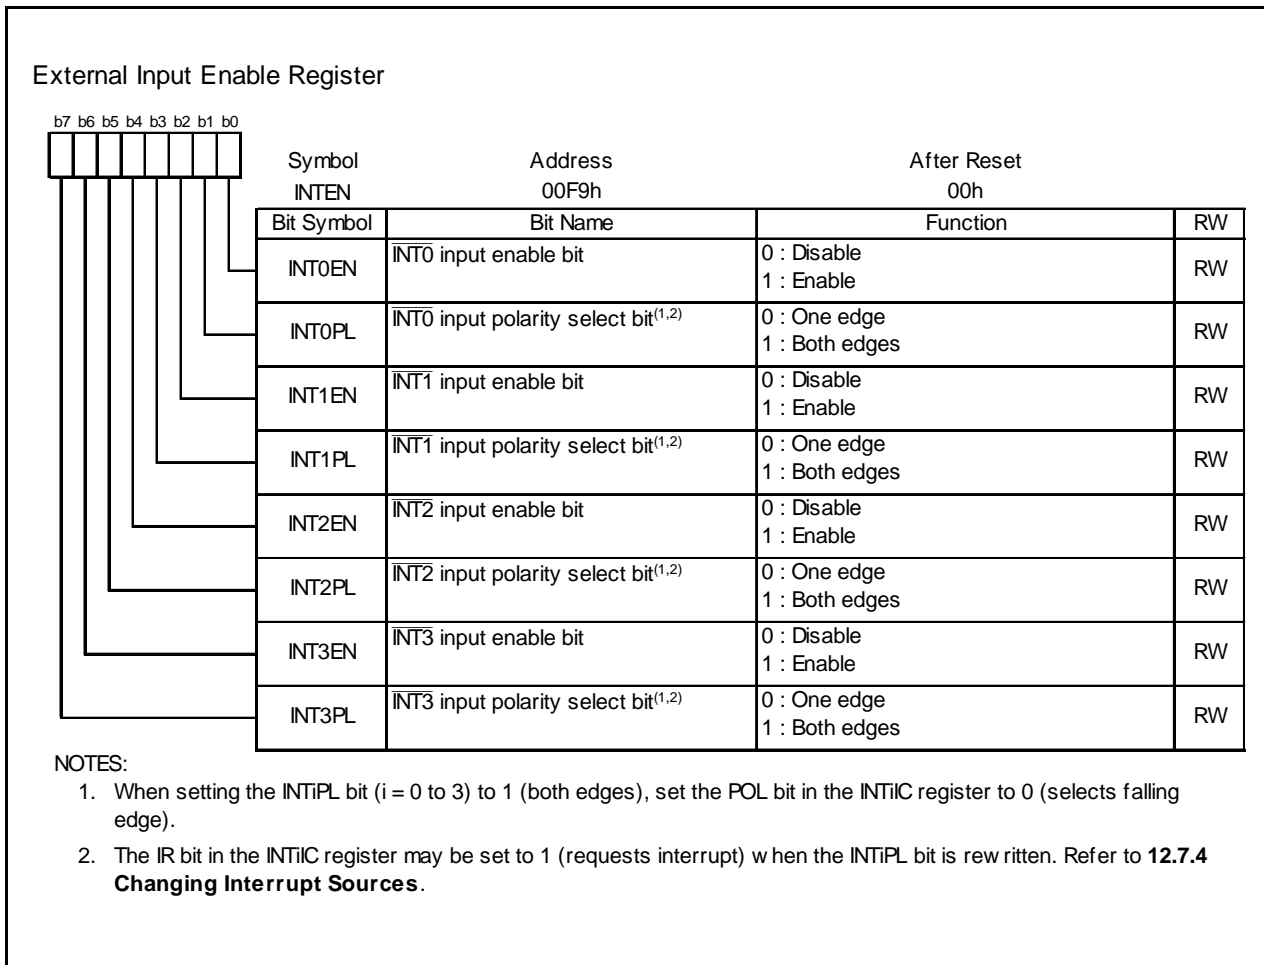 External Input Enable Register
b7 b6 b5 b4 b3 b2 b1 b0
Symbol Address After Reset
INTEN 00F9h 00h
Bit Symbol Bit Name Function RW
INT0EN INT0 input enable bit 0 : Disable RW
1 : Enable
INT0PL INT0 input polarity select bit(1,2) 0 : One edge RW
1 : Both edges
INT1EN INT1 input enable bit 0 : Disable RW
1 : Enable
INT1PL INT1 input polarity select bit(1,2) 0 : One edge RW
1 : Both edges
INT2EN INT2 input enable bit 0 : Disable RW
1 : Enable
INT2PL INT2 input polarity select bit(1,2) 0 : One edge RW
1 : Both edges
INT3EN INT3 input enable bit 0 : Disable RW
1 : Enable
INT3PL INT3 input polarity select bit(1,2) 0 : One edge RW
1 : Both edges
NOTES:
1. When setting the INTiPL bit (i = 0 to 3) to 1 (both edges), set the POL bit in the INTiIC register to 0 (selects falling
edge).
2. The IR bit in the INTiIC register may be set to 1 (requests interrupt) when the INTiPL bit is rewritten. Refer to 12.7.4
Changing Interrupt Sources.